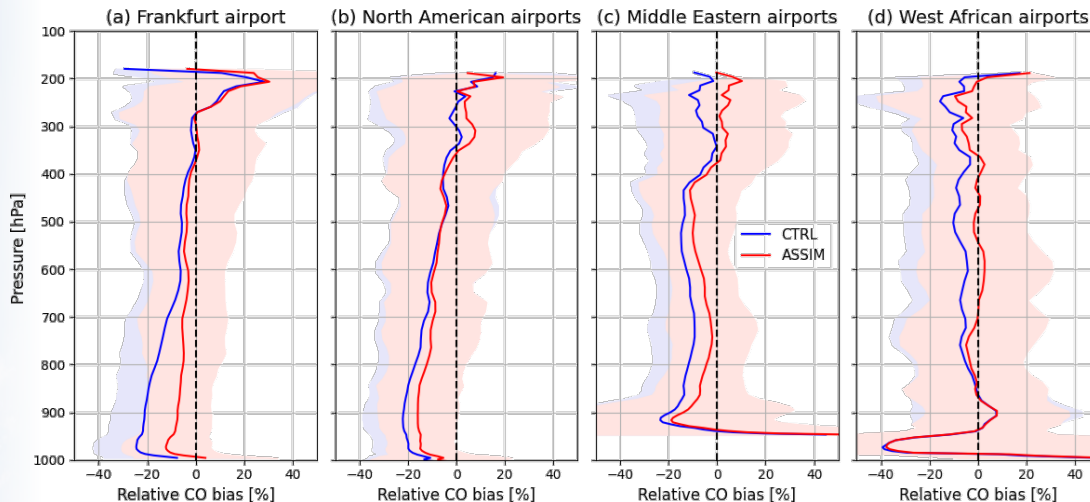 (a) Frankfurt airport
(b) North American airports
(c) Middle Eastern airports
(d) West African airports
Pressure [hPa]
100
200
300
400
500
600
700
800
900
1000
CTRL
ASSIM
−40 −20 0 20 40
−40 −20 0 20 40
−40 −20 0 20 40
−40 −20 0 20 40
Relative CO bias [%]
Relative CO bias [%]
Relative CO bias [%]
Relative CO bias [%]